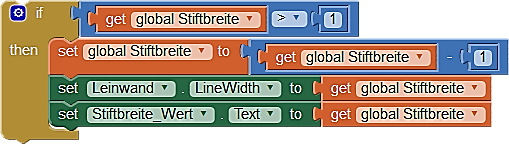 if get global Stiftbreite > 1
then set global Stiftbreite to get global Stiftbreite - 1
set Leinwand . LineWidth to get global Stiftbreite
set Stiftbreite_Wert . Text to get global Stiftbreite